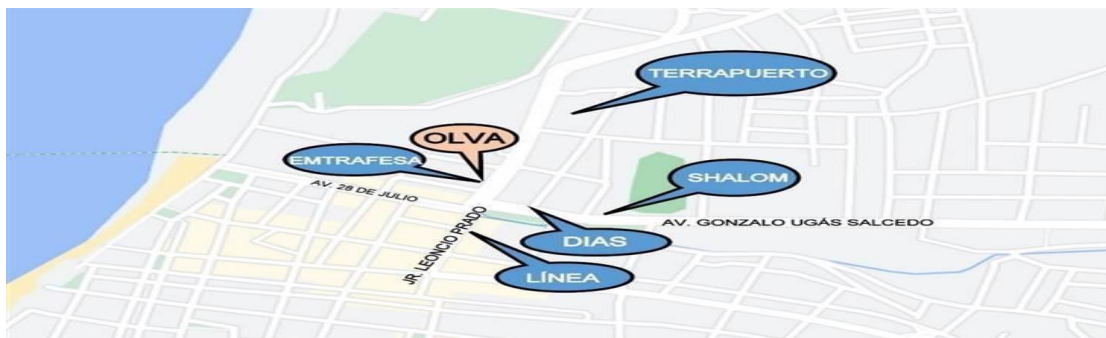 TERRAPUERTO
OLVA
EMTRAFESA
SHALOM
AV. 28 DE JULIO
JR. LEONCIO PRADO
AV. GONZALO UGÁS SALCEDO
DIAS
LÍNEA